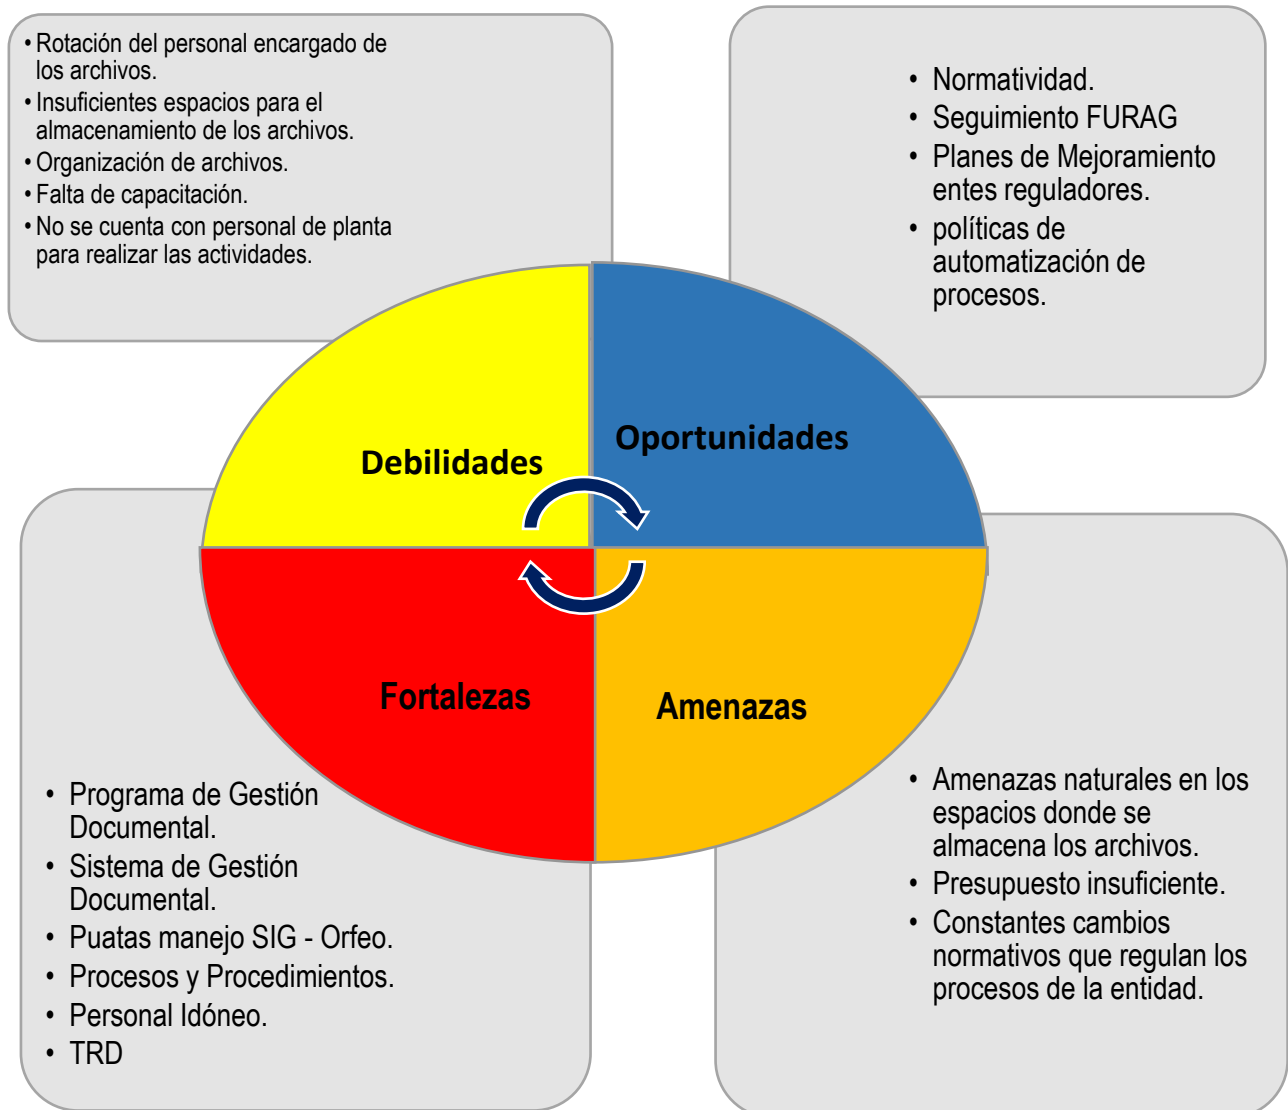 • Rotación del personal encargado de
los archivos.
• Insuficientes espacios para el
almacenamiento de los archivos.
• Organización de archivos.
• Falta de capacitación.
• No se cuenta con personal de planta
para realizar las actividades.
• Normatividad.
• Seguimiento FURAG
• Planes de Mejoramiento
entes reguladores.
• políticas de
automatización de
procesos.
Debilidades
Oportunidades
Fortalezas
Amenazas
• Programa de Gestión
Documental.
• Sistema de Gestión
Documental.
• Puatas manejo SIG - Orfeo.
• Procesos y Procedimientos.
• Personal Idóneo.
• TRD
• Amenazas naturales en los
espacios donde se
almacena los archivos.
• Presupuesto insuficiente.
• Constantes cambios
normativos que regulan los
procesos de la entidad.